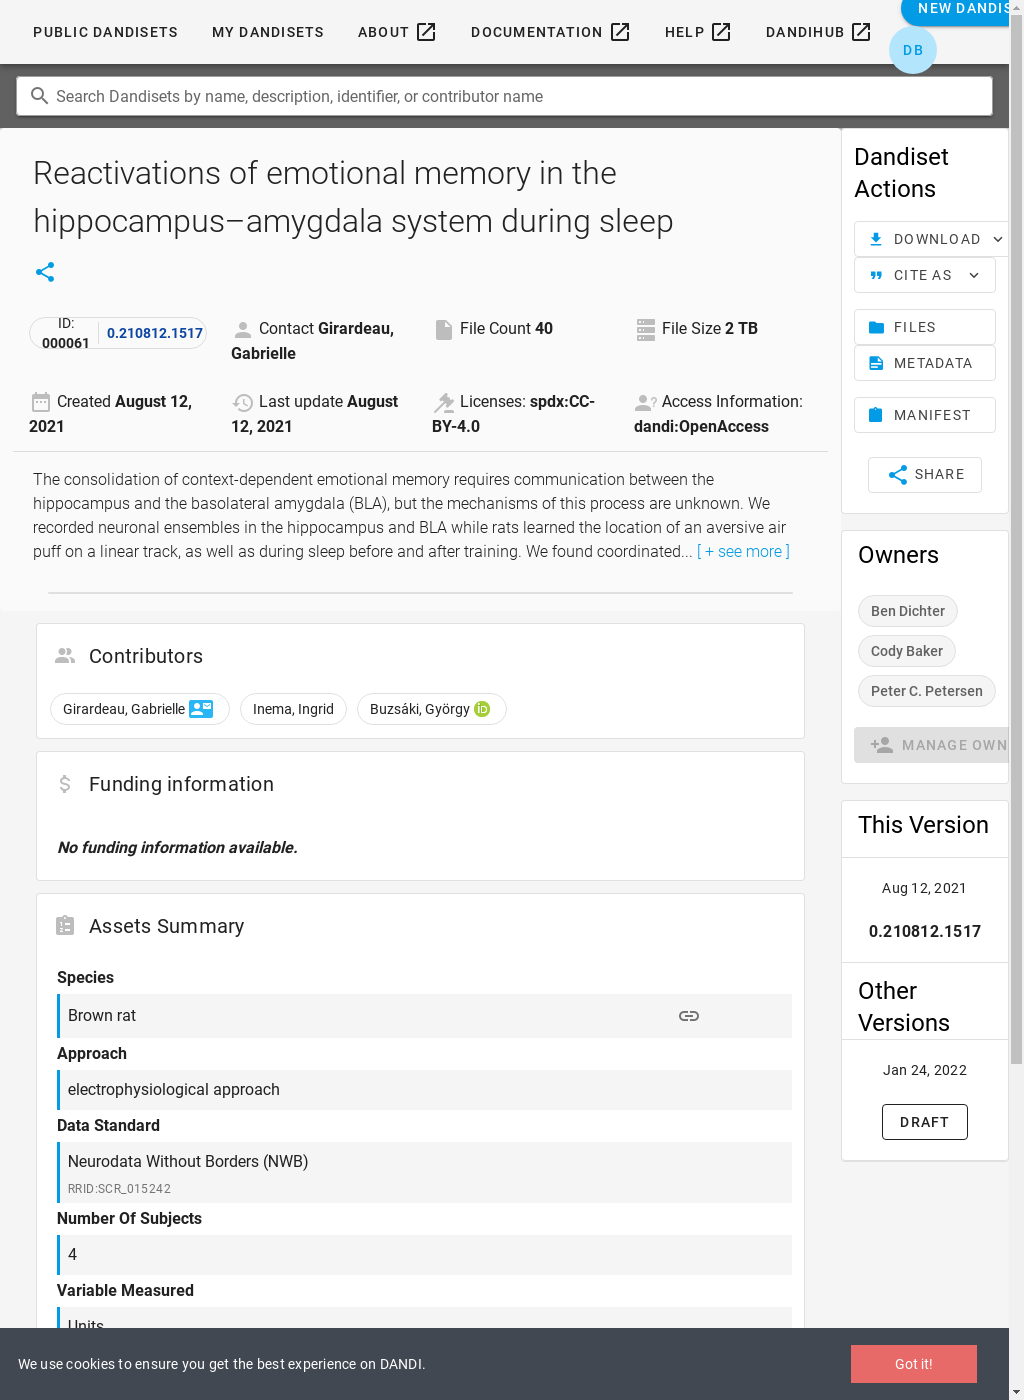 NEW DANDIS
PUBLIC DANDISETS
MY DANDISETS
ABOUT
DOCUMENTATION
HELP
DANDIHUB
DB
Search Dandisets by name, description, identifier, or contributor name
Reactivations of emotional memory in the
hippocampus–amygdala system during sleep
ID:
000061
0.210812.1517
Contact Girardeau,
Gabrielle
File Count 40
File Size 2 TB
Created August 12,
2021
Last update August
12, 2021
Licenses: spdx:CC-
BY-4.0
Access Information:
dandi:OpenAccess
The consolidation of context-dependent emotional memory requires communication between the
hippocampus and the basolateral amygdala (BLA), but the mechanisms of this process are unknown. We
recorded neuronal ensembles in the hippocampus and BLA while rats learned the location of an aversive air
puff on a linear track, as well as during sleep before and after training. We found coordinated... [ + see more ]
Contributors
Girardeau, Gabrielle
Inema, Ingrid
Buzsáki, György
iD
Funding information
No funding information available.
Assets Summary
Species
Brown rat
Approach
electrophysiological approach
Data Standard
Neurodata Without Borders (NWB)
RRID:SCR_015242
Number Of Subjects
4
Variable Measured
Units
Dandiset
Actions
DOWNLOAD
CITE AS
FILES
METADATA
MANIFEST
SHARE
Owners
Ben Dichter
Cody Baker
Peter C. Petersen
MANAGE OWN
This Version
Aug 12, 2021
0.210812.1517
Other
Versions
Jan 24, 2022
DRAFT
We use cookies to ensure you get the best experience on DANDI.
Got it!